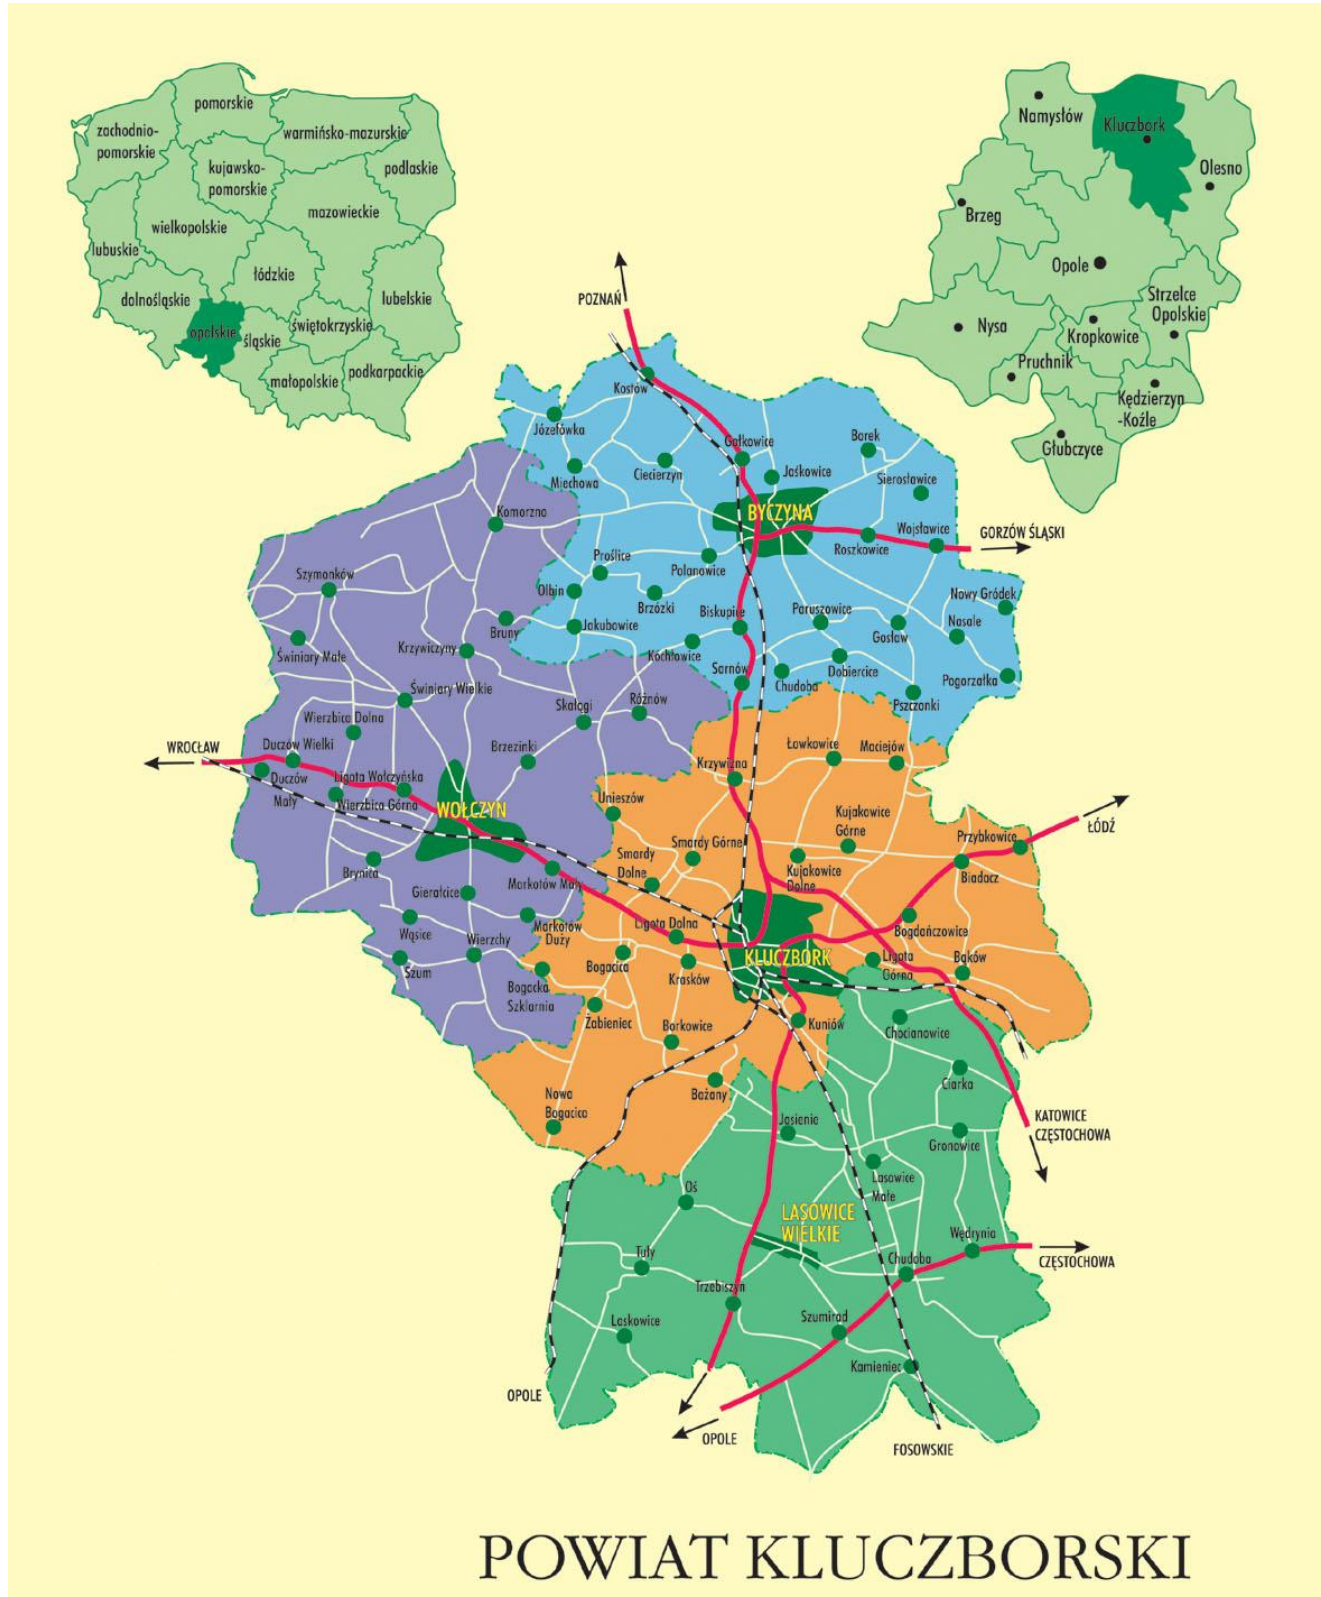 pomorskie
zachodnio-
pomorskie
warmińsko-mazurskie
kujawsko-
pomorskie
podlaskie
mazowieckie
wielkopolskie
lubuskie
łódzkie
dolnośląskie
lubelskie
opolskie
śląskie
świętokrzyskie
małopolskie
podkarpackie
Namysłów
Kluczbork
Olesno
Brzeg
Opole
Strzelce
Opolskie
Nysa
Kropkowice
Pruchnik
Kędzierzyn
-Koźle
Głubczyce
POZNAŃ
Kostów
Józefówka
Gołkowice
Borek
Miechowa
Ciecierzyn
Jaśkowice
Sierosławice
Komorzno
BYCZYNA
Wojsławice
GORZÓW ŚLĄSKI
Roszkowice
Proślice
Polanowice
Szymonków
Olbin
Brzózki
Nowy Gródek
Biskupice
Paruszowice
Nasale
Bruny
Jakubowice
Gosław
Świniary Małe
Krzywiczyny
Kochłowice
Sarnów
Dobiercice
Chudoba
Pogorzałka
Świniary Wielkie
Skałągi
Różnów
Pszczonki
Wierzbica Dolna
WROCŁAW
Duczów Wielki
Brzezinki
Łowkowice
Maciejów
Duczów
Mały
Ligota Wołczyńska
Krzywizna
Wierzbica Górna
WOŁCZYN
Unieszów
Kujakowice
Górne
Przybkowice
ŁÓDŹ
Smardy Górne
Smardy
Dolne
Kujakowice
Dolne
Biadacz
Brynica
Gierałcice
Markotów Mały
Wąsice
Wierzchy
Markotów
Duży
Ligota Dolna
Bogdańczowice
Szum
Bogacica
KLUCZBORK
Ligota
Górna
Bąków
Krasków
Bogacka
Szklarnia
Żabieniec
Borkowice
Kuniów
Chocianowice
Nowa
Bogacica
Bażany
Ciarka
KATOWICE
CZĘSTOCHOWA
Jasienie
Gronowice
Lasowice
Małe
Oś
LASOWICE
WIELKIE
Wędrynia
Tuły
Chudoba
CZĘSTOCHOWA
Trzebiszyn
Laskowice
Szumirad
Kamieniec
OPOLE
OPOLE
FOSOWSKIE
POWIAT KLUCZBORSKI